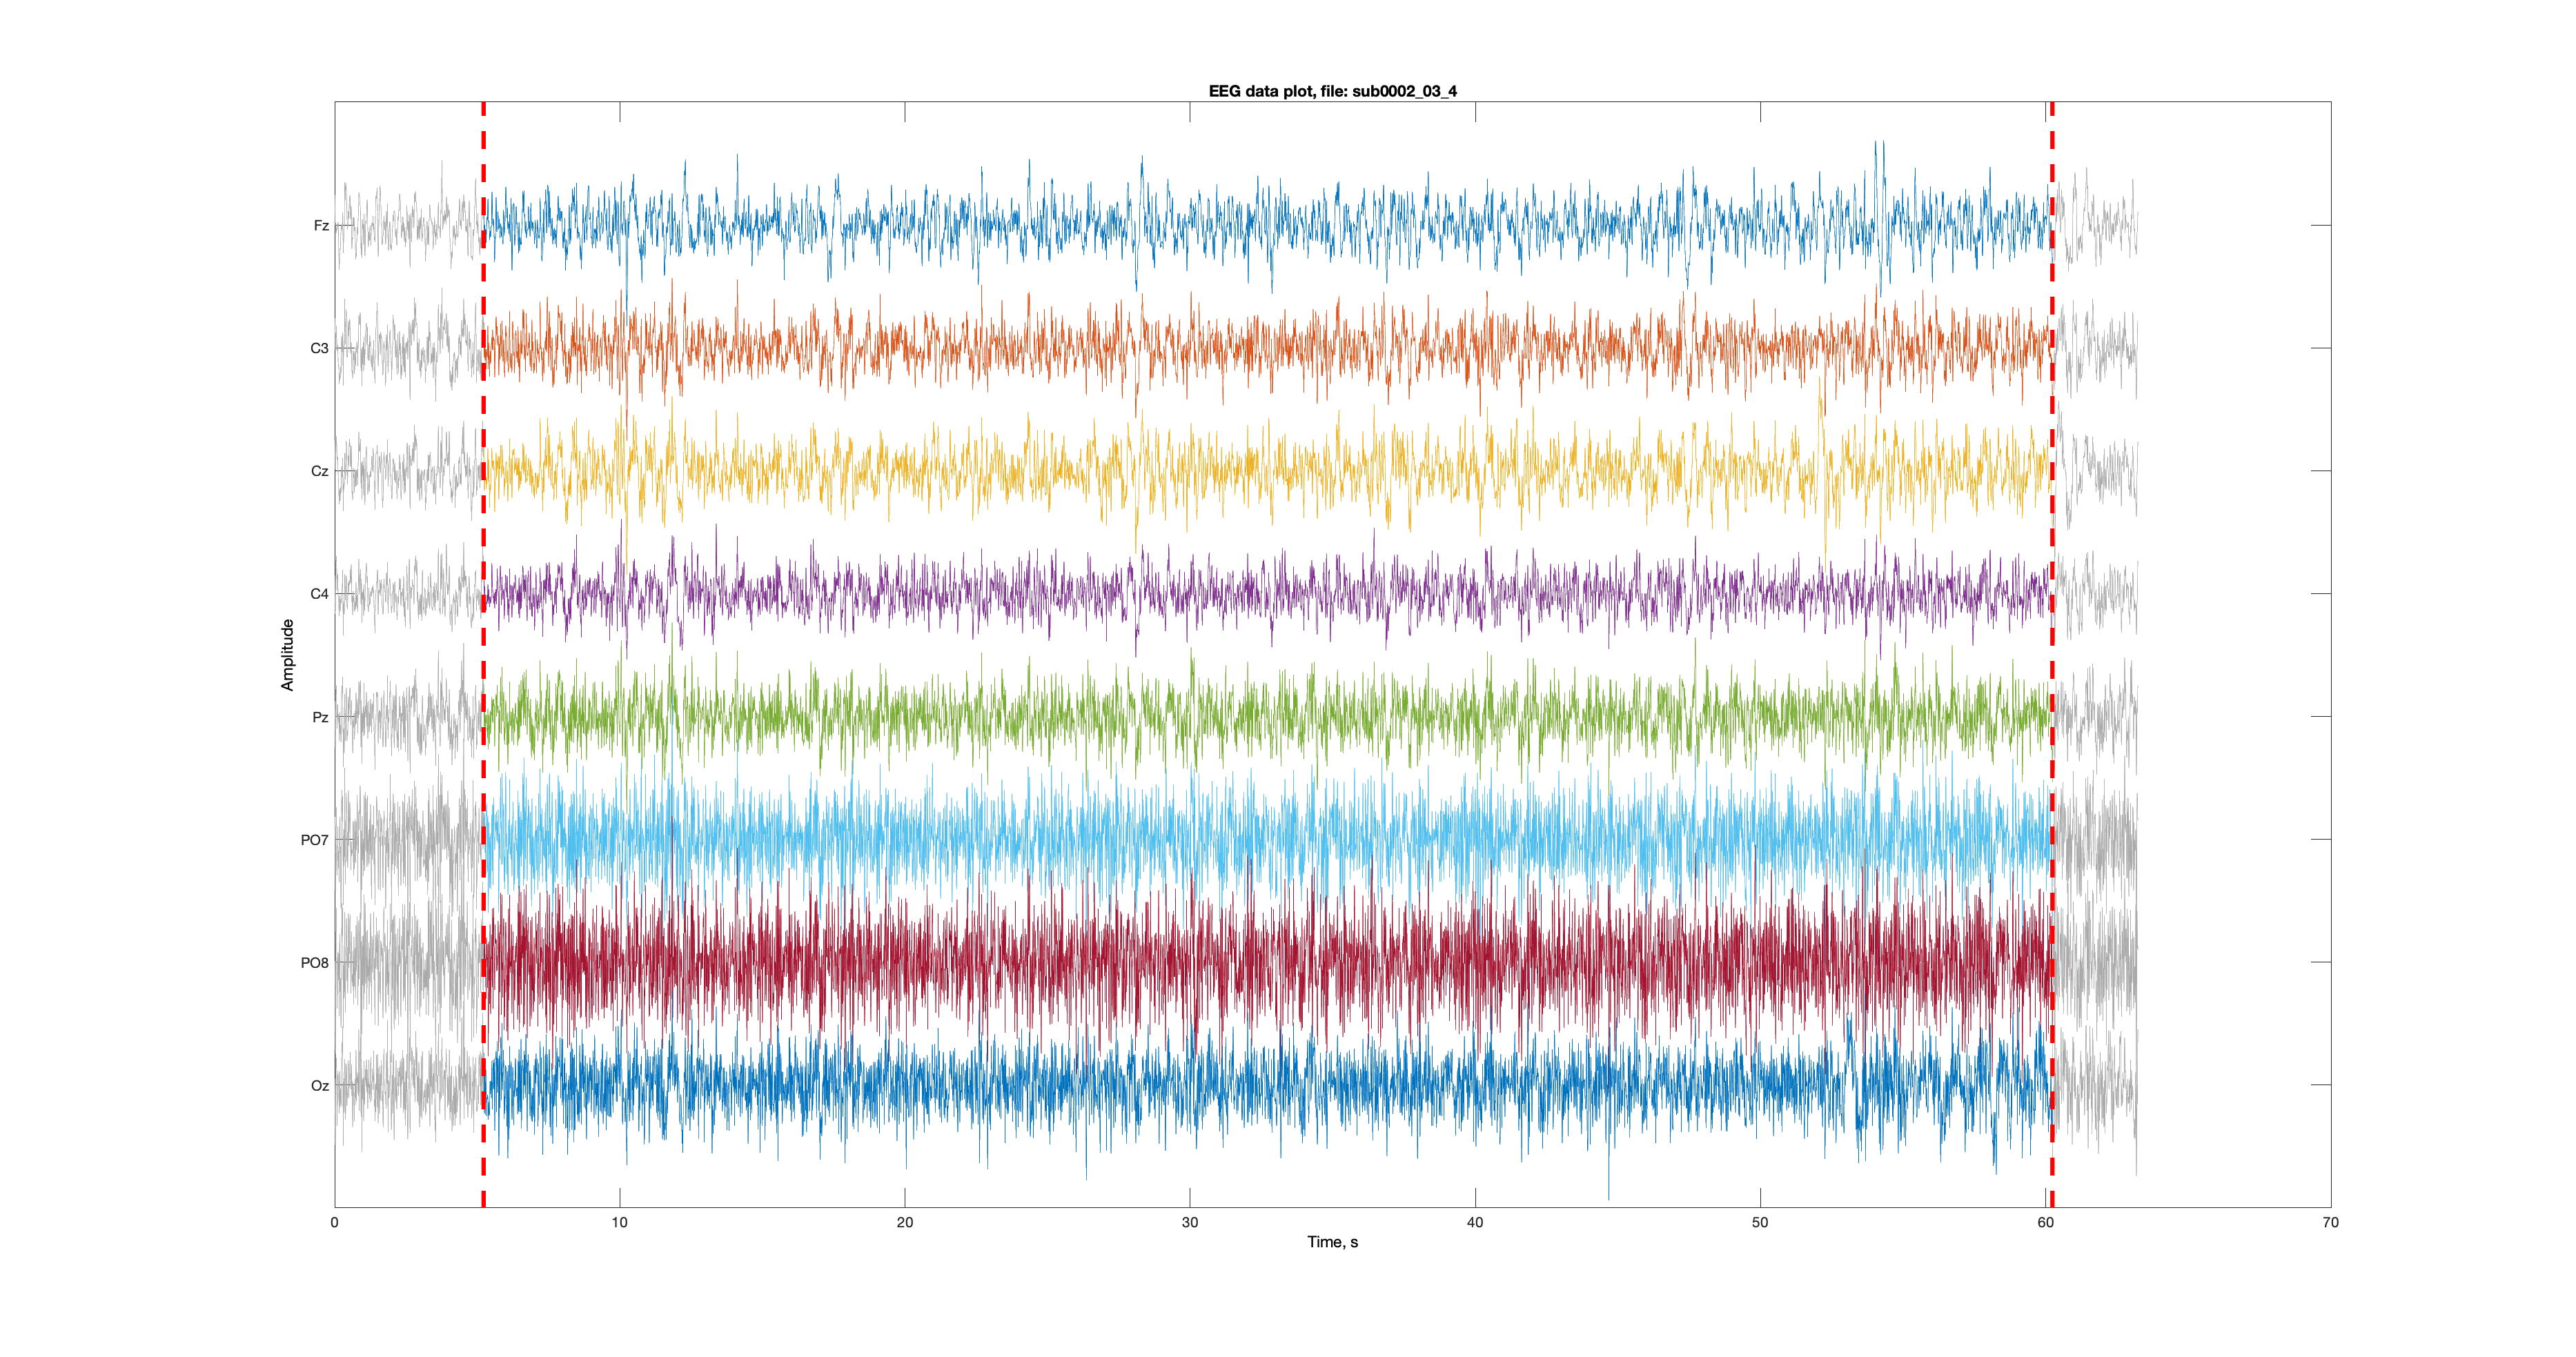 EEG data plot, file: sub0002_03_4
Fz
C3
Cz
C4
Pz
PO7
PO8
Oz
Amplitude
0 10 20 30 40 50 60 70
Time, s